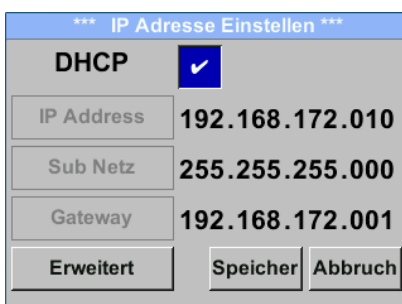 *** IP Adresse Einstellen ***
DHCP ✔
IP Address 192.168.172.010
Sub Netz 255.255.255.000
Gateway 192.168.172.001
Erweitert Speicher Abbruch